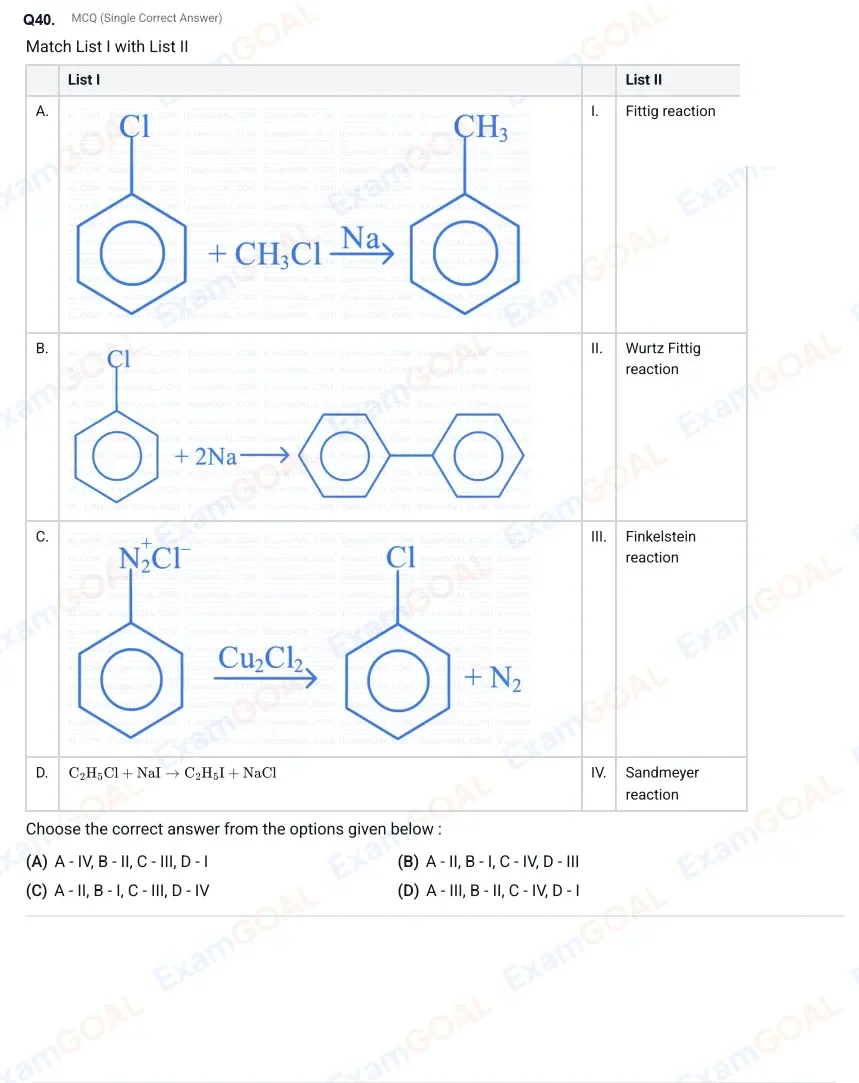 Q40. MCQ (Single Correct Answer)
Match List I with List II
List I List II
A. I. Fittig reaction
Cl CH₃
+ CH₃Cl Na
B. II. Wurtz Fittig
reaction
Cl
+ 2Na
C. III. Finkelstein
reaction
N₂⁺Cl⁻ Cl
Cu₂Cl₂ + N₂
D. C₂H₅Cl + NaI → C₂H₅I + NaCl IV. Sandmeyer
reaction
Choose the correct answer from the options given below :
(A) A - IV, B - II, C - III, D - I (B) A - II, B - I, C - IV, D - III
(C) A - II, B - I, C - III, D - IV (D) A - III, B - II, C - IV, D - I
ExamGOAL